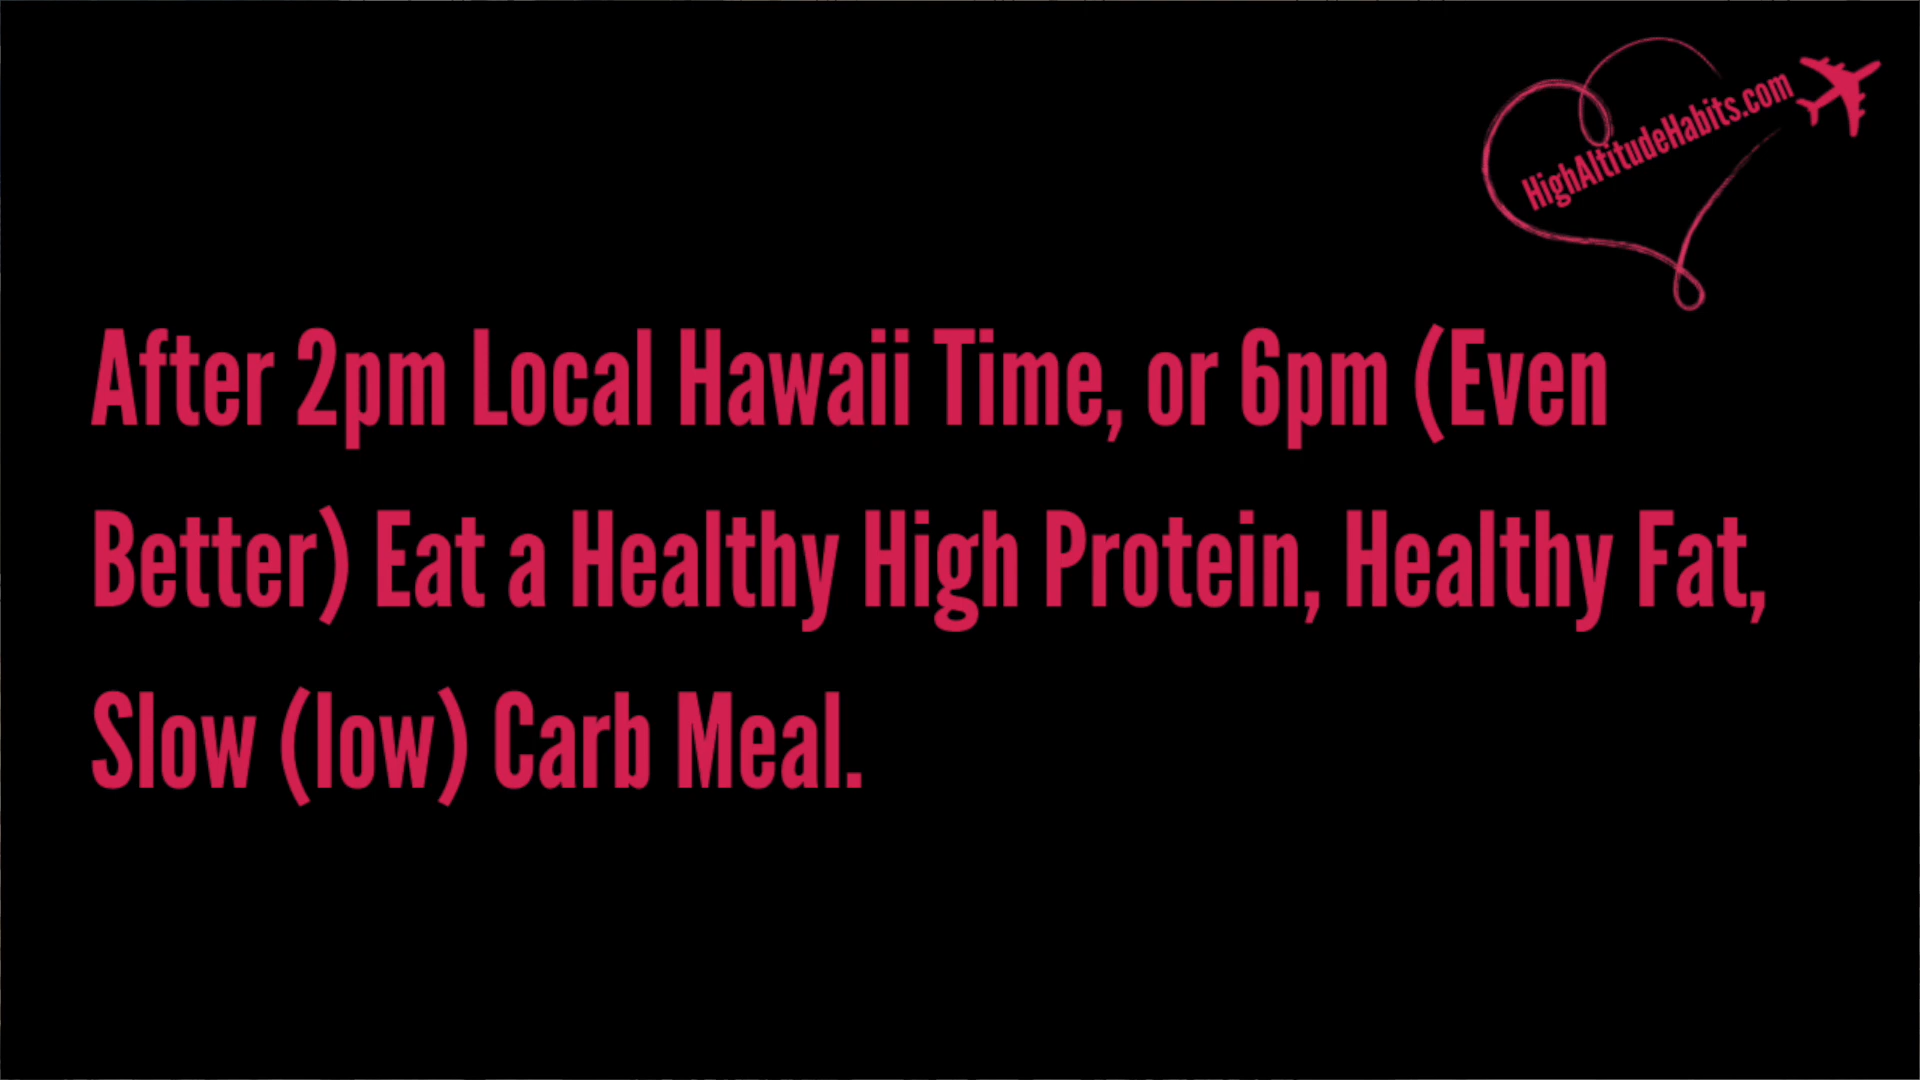 HighAltitudeHabits.com
After 2pm Local Hawaii Time, or 6pm (Even
Better) Eat a Healthy High Protein, Healthy Fat,
Slow (low) Carb Meal.